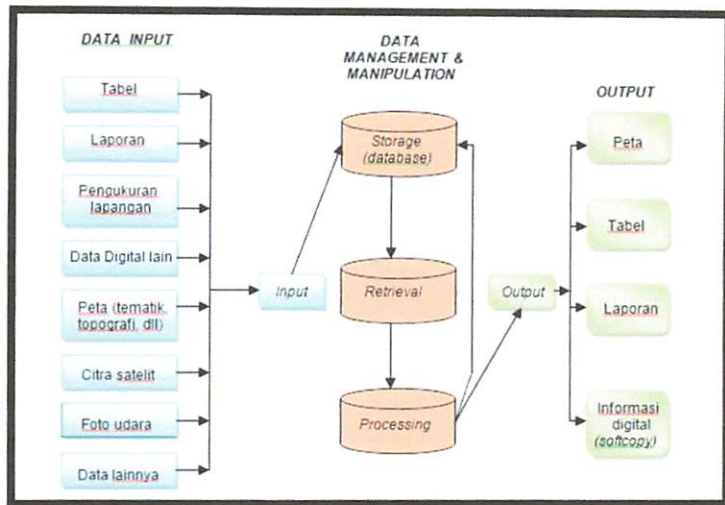 DATA INPUT
Tabel
Laporan
Pengukuran
lapangan
Data Digital lain
Peta (tematik,
topografi, dll)
Citra satelit
Foto udara
Data lainnya
Input
DATA
MANAGEMENT &
MANIPULATION
Storage
(database)
Retrieval
Processing
OUTPUT
Output
Peta
Tabel
Laporan
Informasi
digital
(softcopy)